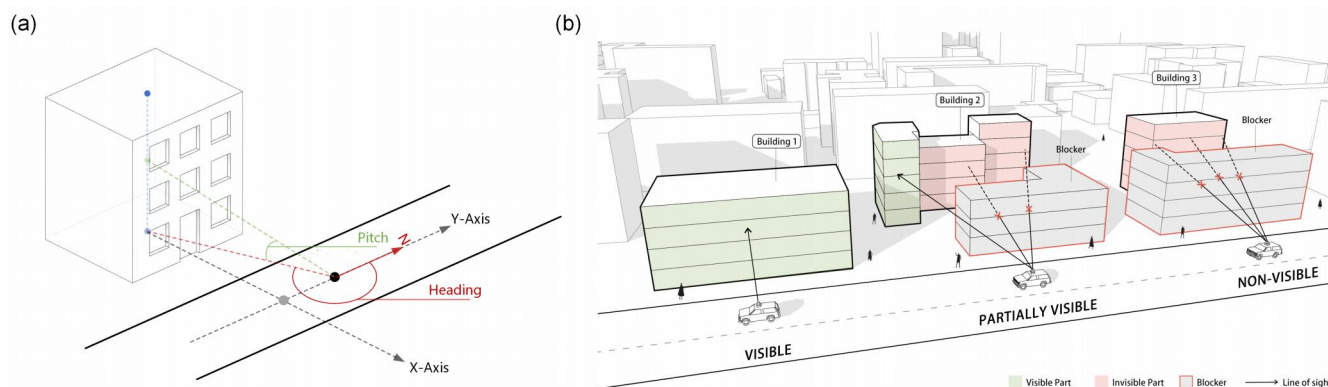 (a)
Pitch
N
Y-Axis
Heading
X-Axis
(b)
Building 1
Building 2
Building 3
Blocker
Blocker
VISIBLE
PARTIALLY VISIBLE
NON-VISIBLE
Visible Part
Invisible Part
Blocker
Line of sigh